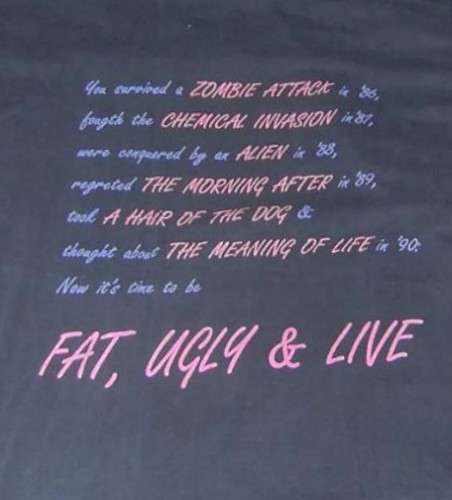 You survived a ZOMBIE ATTACK in '86,
fougth the CHEMICAL INVASION in '87,
were conquered by an ALIEN in '88,
regreted THE MORNING AFTER in '89,
took A HAIR OF THE DOG &
thought about THE MEANING OF LIFE in '90:
Now it's time to be
FAT, UGLY & LIVE